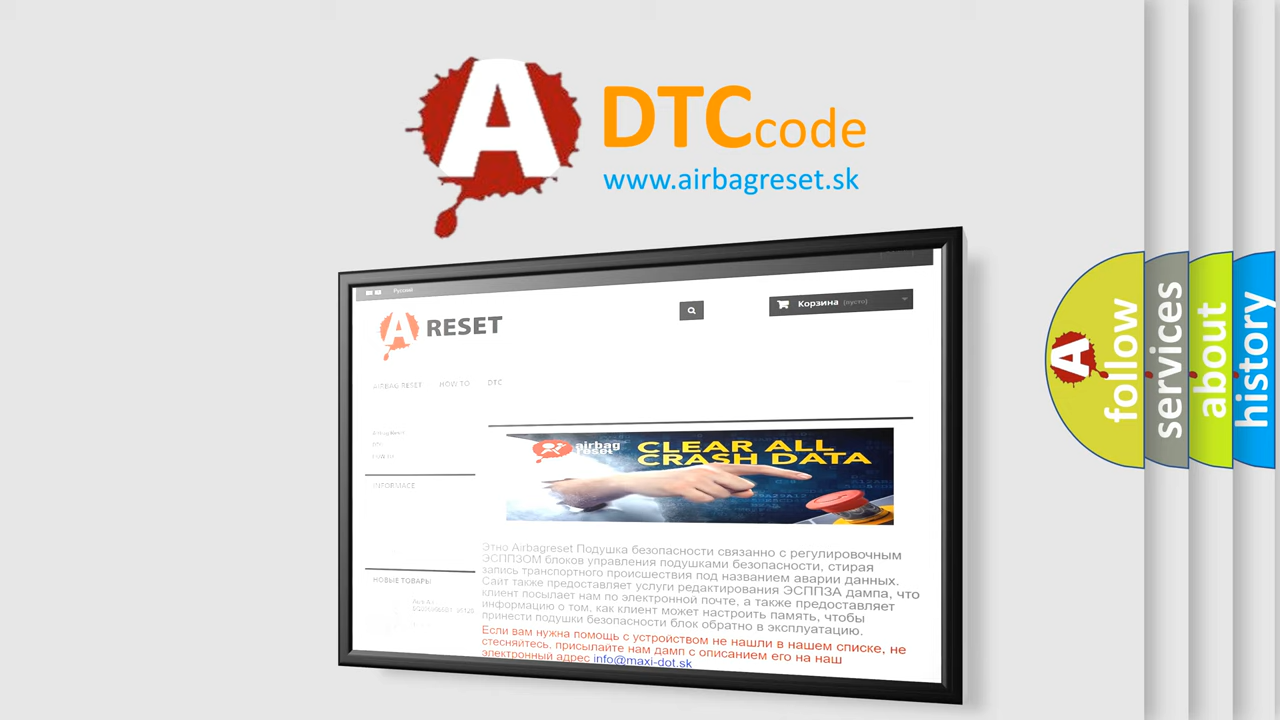 A
DTC code
www.airbagreset.sk
Русский
Корзина (пусто)
A RESET
AIRBAG RESET HOW TO DTC
INFORMACE
airbag
reset
CLEAR ALL
CRASH DATA
Этно Airbagreset Подушка безопасности связанно с регулировочным
ЭСППЗОМ блоков управления подушками безопасности, стирая
запись транспортного происшествия под названием аварии данных.
Сайт также предоставляет услуги редактирования ЭСППЗА дампа, что
клиент посылает нам по электронной почте, а также предоставляет
информацию о том, как клиент может настроить память, чтобы
принести подушки безопасности блок обратно в эксплуатацию.
Если вам нужна помощь с устройством не нашли в нашем списке, не
стесняйтесь, присылайте нам дамп с описанием его на наш
электронный адрес info@maxi-dot.sk
НОВЫЕ ТОВАРЫ
A
follow
services
about
history